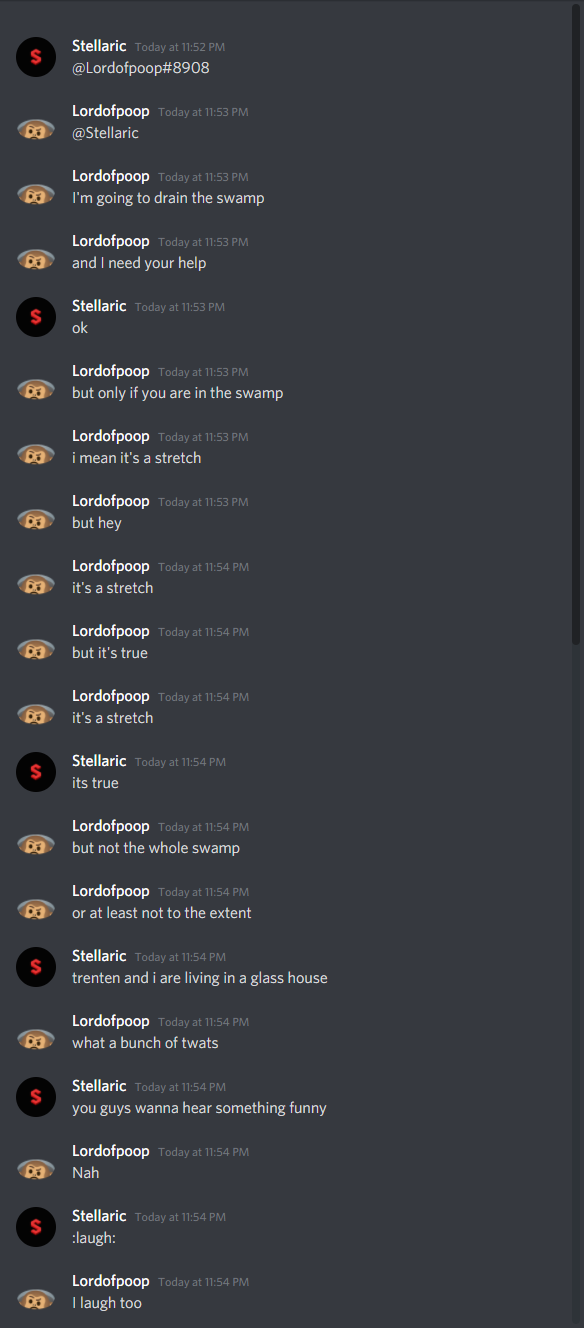 Stellaric Today at 11:52 PM
@Lordofpoop#8908
Lordofpoop Today at 11:53 PM
@Stellaric
Lordofpoop Today at 11:53 PM
I'm going to drain the swamp
Lordofpoop Today at 11:53 PM
and I need your help
Stellaric Today at 11:53 PM
ok
Lordofpoop Today at 11:53 PM
but only if you are in the swamp
Lordofpoop Today at 11:53 PM
i mean it's a stretch
Lordofpoop Today at 11:53 PM
but hey
Lordofpoop Today at 11:54 PM
it's a stretch
Lordofpoop Today at 11:54 PM
but it's true
Lordofpoop Today at 11:54 PM
it's a stretch
Stellaric Today at 11:54 PM
its true
Lordofpoop Today at 11:54 PM
but not the whole swamp
Lordofpoop Today at 11:54 PM
or at least not to the extent
Stellaric Today at 11:54 PM
trenten and i are living in a glass house
Lordofpoop Today at 11:54 PM
what a bunch of twats
Stellaric Today at 11:54 PM
you guys wanna hear something funny
Lordofpoop Today at 11:54 PM
Nah
Stellaric Today at 11:54 PM
:laugh:
Lordofpoop Today at 11:54 PM
I laugh too